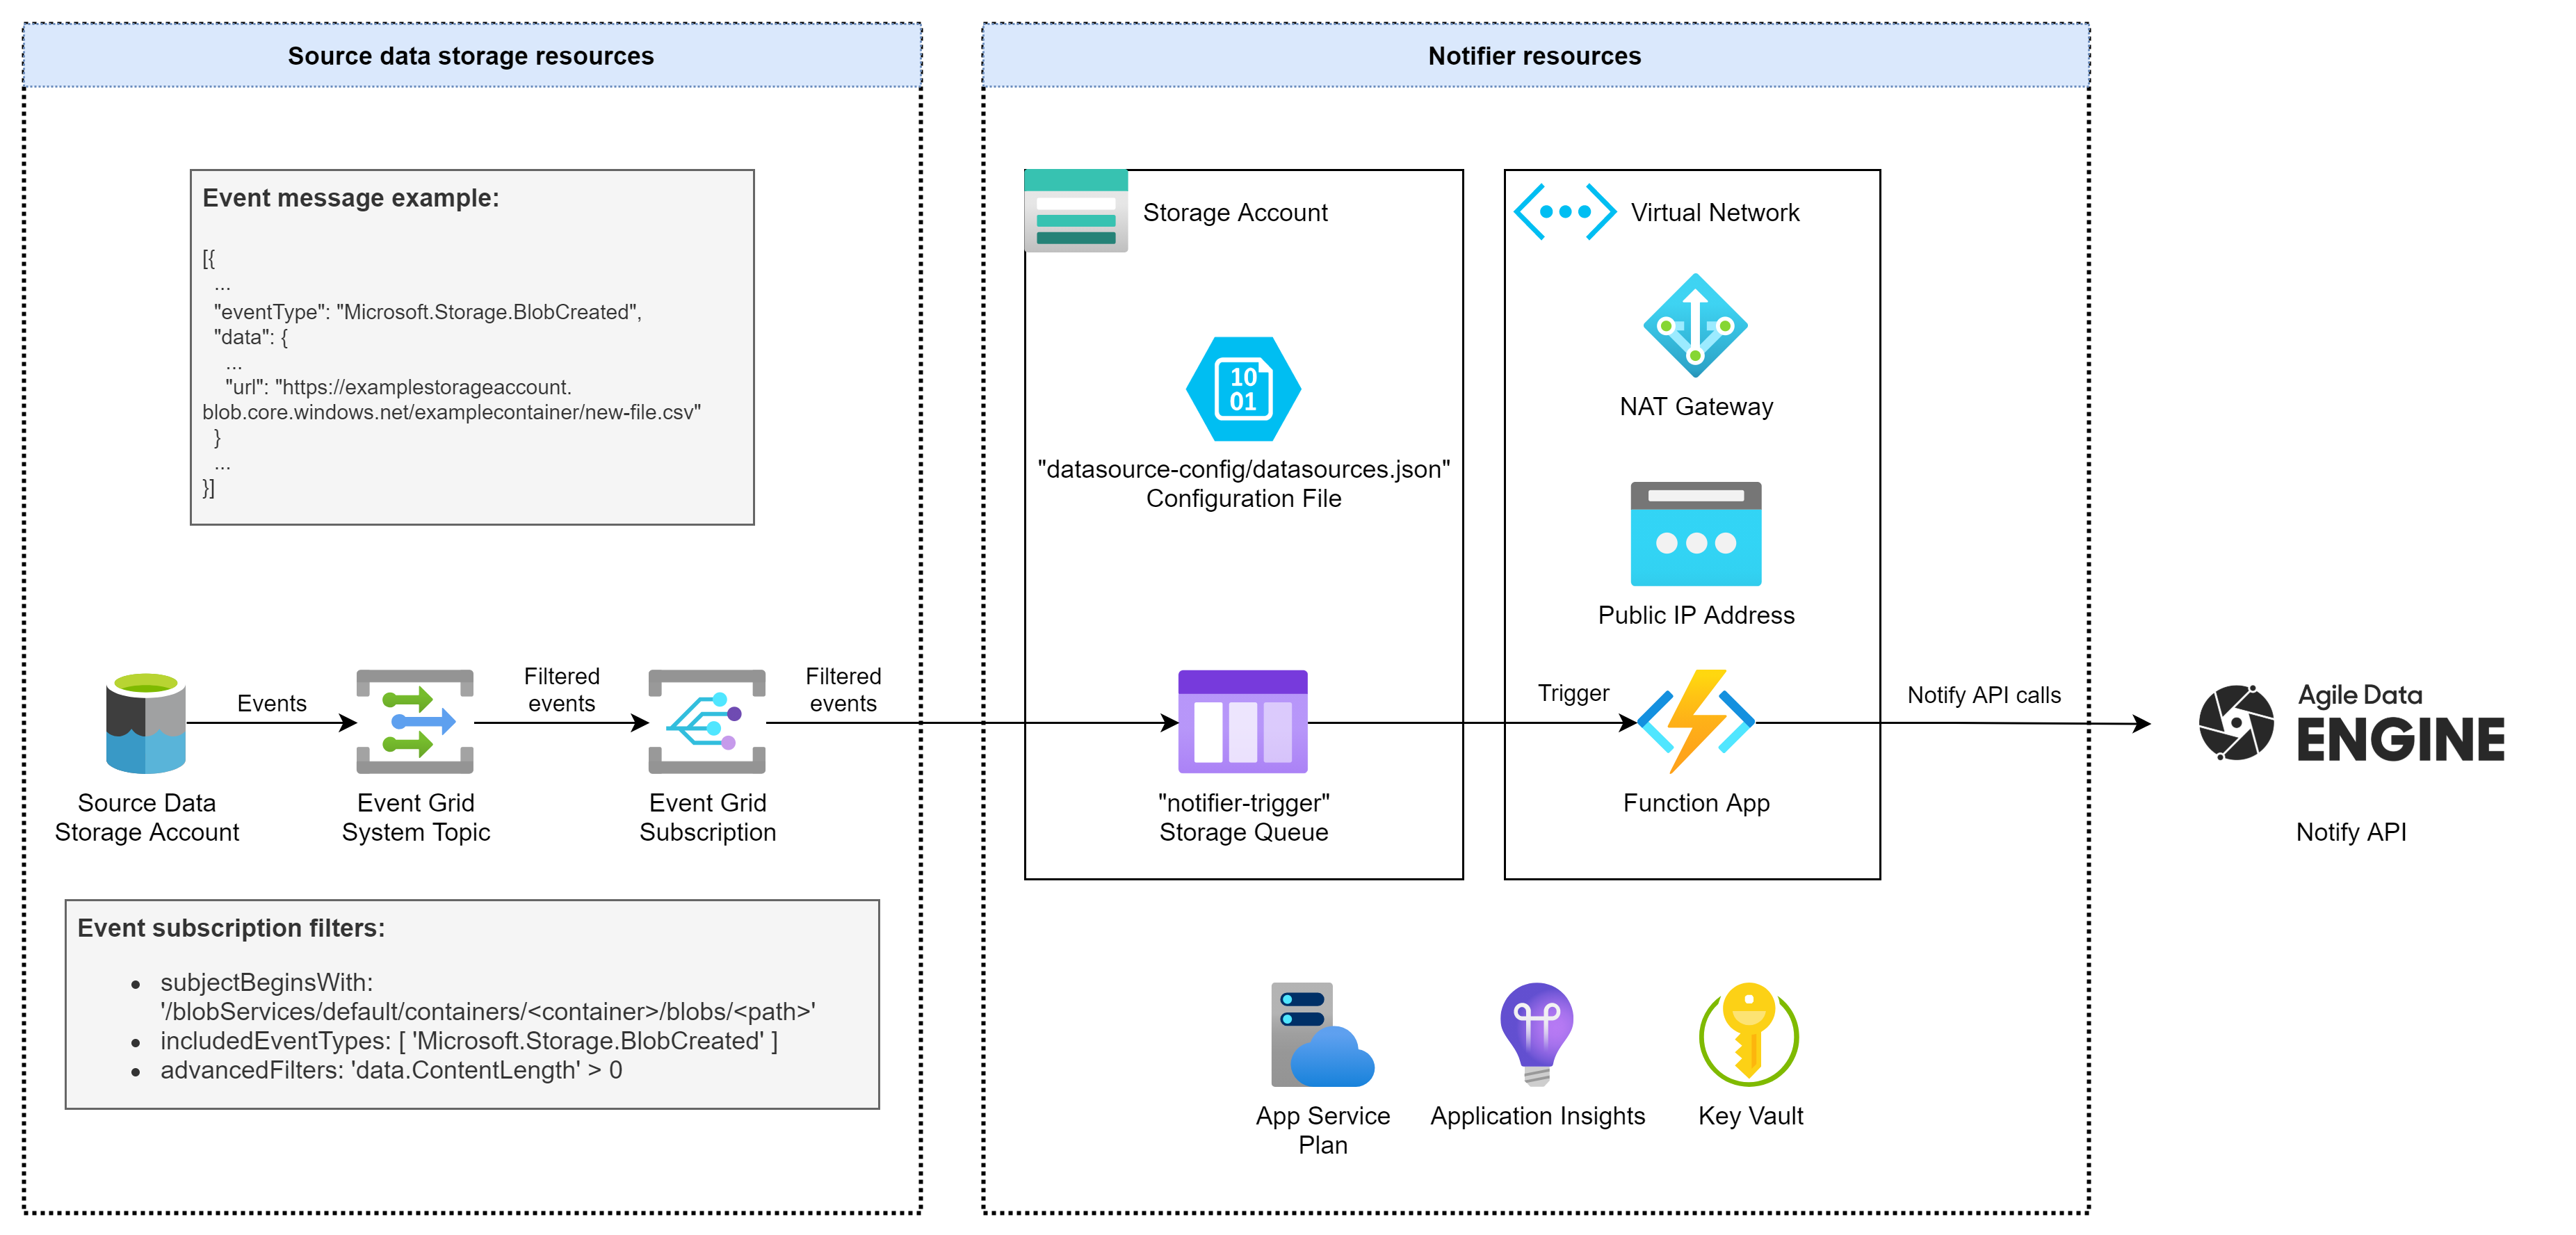 Source data storage resources
Event message example:
[{
...
"eventType": "Microsoft.Storage.BlobCreated",
"data": {
...
"url": "https://examplestorageaccount.
blob.core.windows.net/examplecontainer/new-file.csv"
}
...
}]
Events
Filtered
events
Filtered
events
Source Data
Storage Account
Event Grid
System Topic
Event Grid
Subscription
Event subscription filters:
• subjectBeginsWith:
'/blobServices/default/containers/<container>/blobs/<path>'
• includedEventTypes: [ 'Microsoft.Storage.BlobCreated' ]
• advancedFilters: 'data.ContentLength' > 0
Notifier resources
Storage Account
10
01
"datasource-config/datasources.json"
Configuration File
"notifier-trigger"
Storage Queue
Virtual Network
NAT Gateway
Public IP Address
Trigger
Function App
Notify API calls
App Service
Plan
Application Insights
Key Vault
Agile Data
ENGINE
Notify API